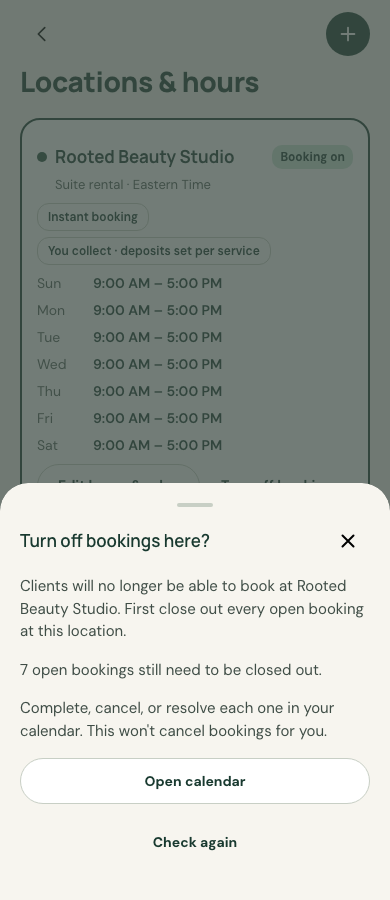 Locations & hours
Rooted Beauty Studio
Booking on
Suite rental · Eastern Time
Instant booking
You collect · deposits set per service
Sun 9:00 AM – 5:00 PM
Mon 9:00 AM – 5:00 PM
Tue 9:00 AM – 5:00 PM
Wed 9:00 AM – 5:00 PM
Thu 9:00 AM – 5:00 PM
Fri 9:00 AM – 5:00 PM
Sat 9:00 AM – 5:00 PM
Turn off bookings here?
Clients will no longer be able to book at Rooted
Beauty Studio. First close out every open booking
at this location.
7 open bookings still need to be closed out.
Complete, cancel, or resolve each one in your
calendar. This won't cancel bookings for you.
Open calendar
Check again